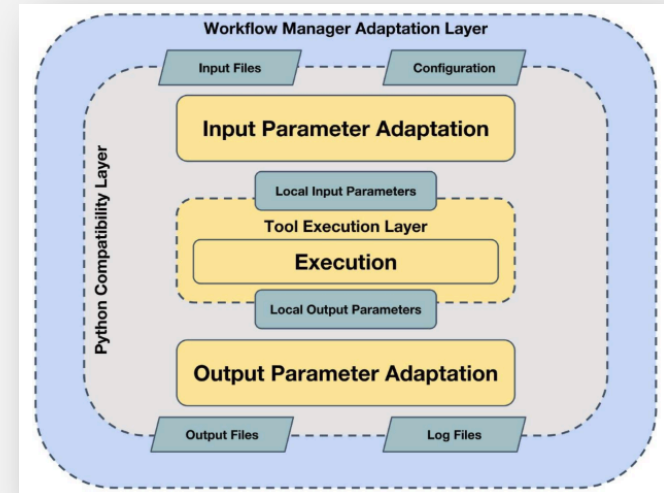 Workflow Manager Adaptation Layer
Input Files
Configuration
Input Parameter Adaptation
Python Compatibility Layer
Local Input Parameters
Tool Execution Layer
Execution
Local Output Parameters
Output Parameter Adaptation
Output Files
Log Files